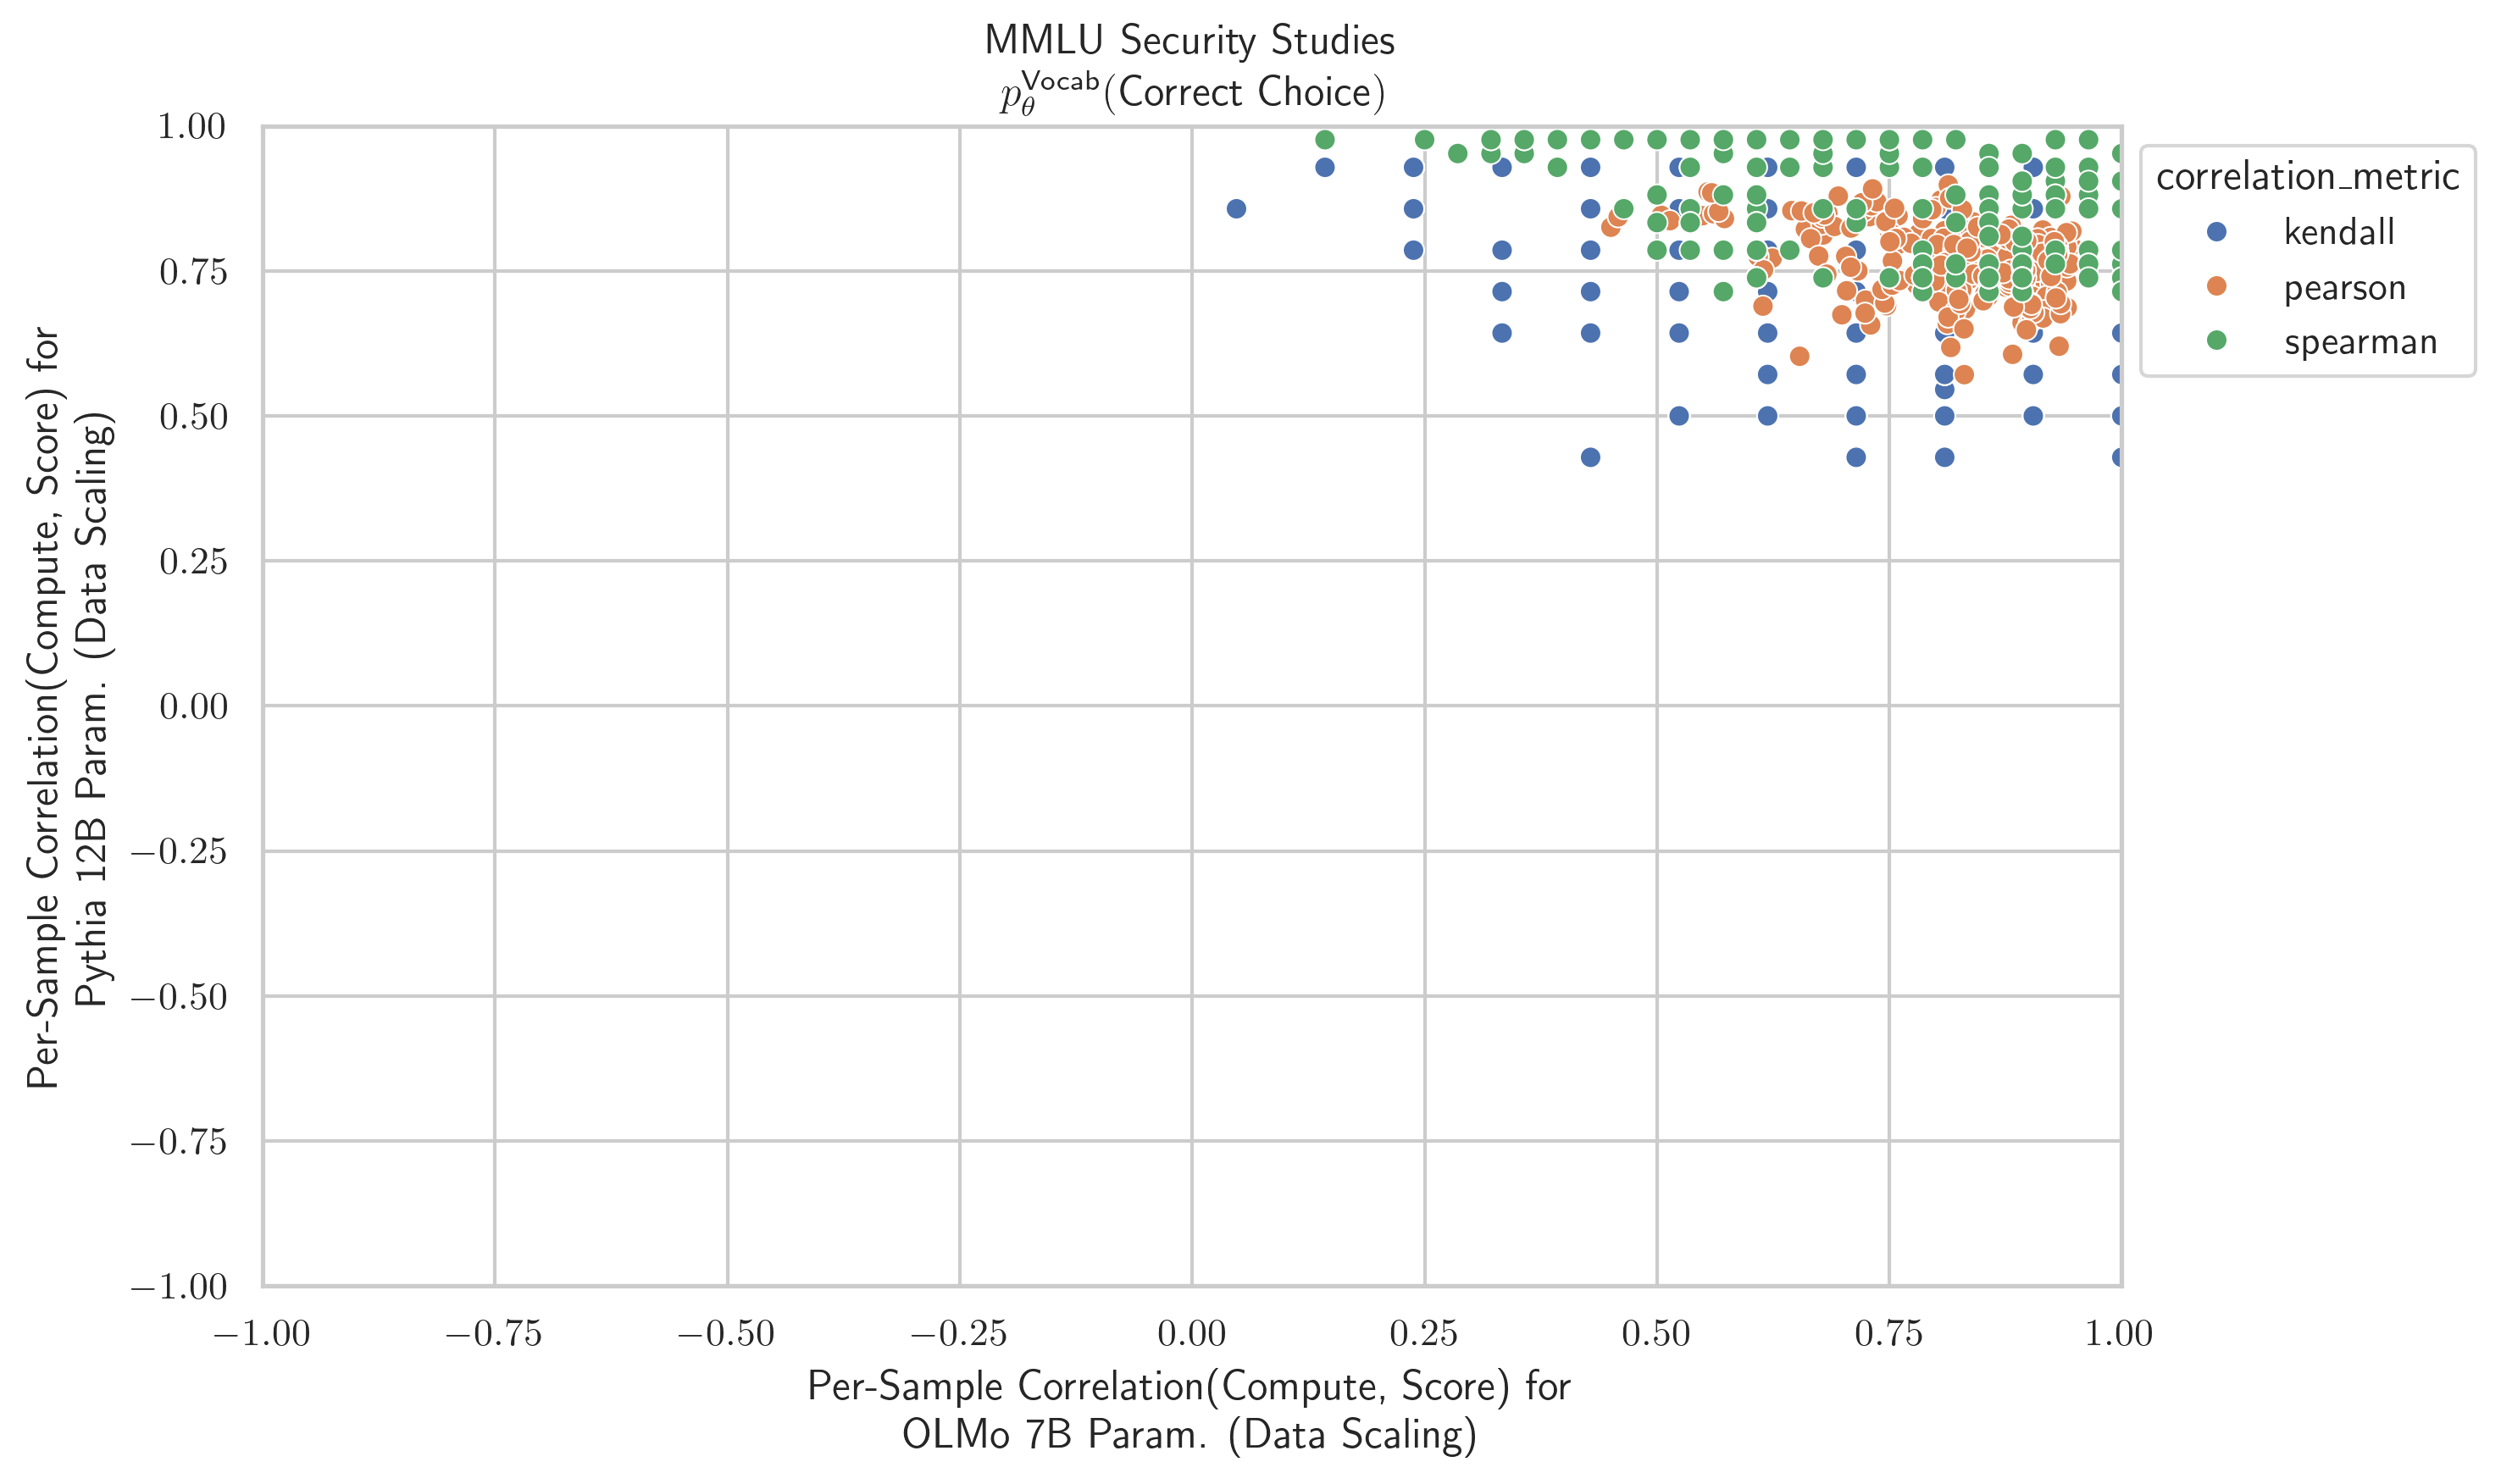 MMLU Security Studies
p_θ^Vocab(Correct Choice)
1.00
0.75
0.50
0.25
0.00
−0.25
−0.50
−0.75
−1.00
Per-Sample Correlation(Compute, Score) for
Pythia 12B Param. (Data Scaling)
−1.00
−0.75
−0.50
−0.25
0.00
0.25
0.50
0.75
1.00
Per-Sample Correlation(Compute, Score) for
OLMo 7B Param. (Data Scaling)
correlation_metric
kendall
pearson
spearman